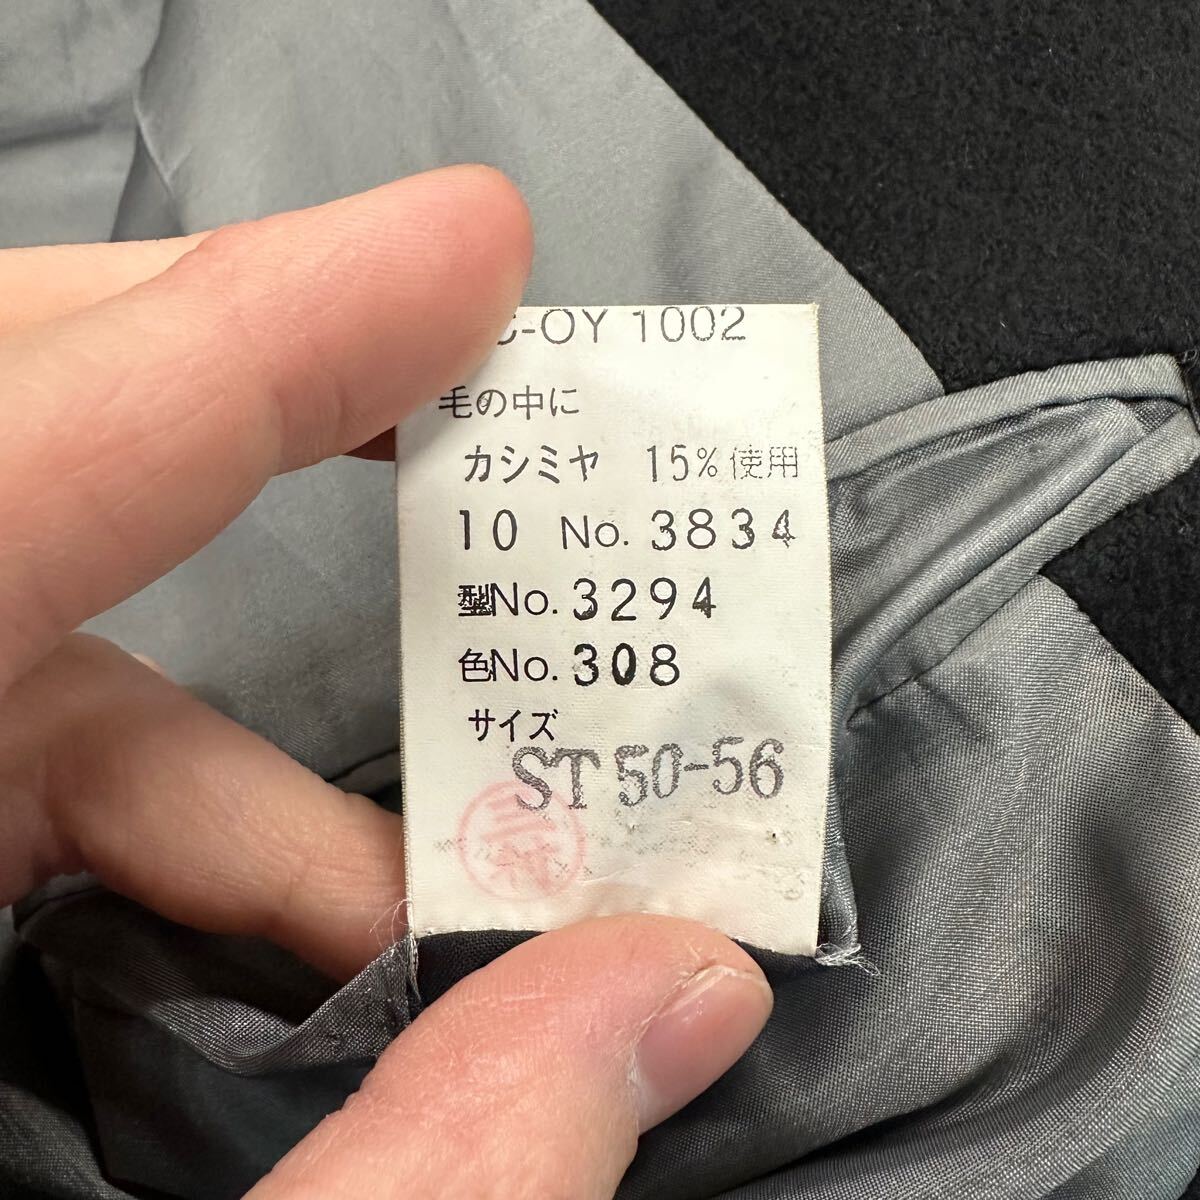 C-OY 1002
毛の中に
カシミヤ 15%使用
10 No. 3834
型No. 3294
色No. 308
サイズ
ST 50-56